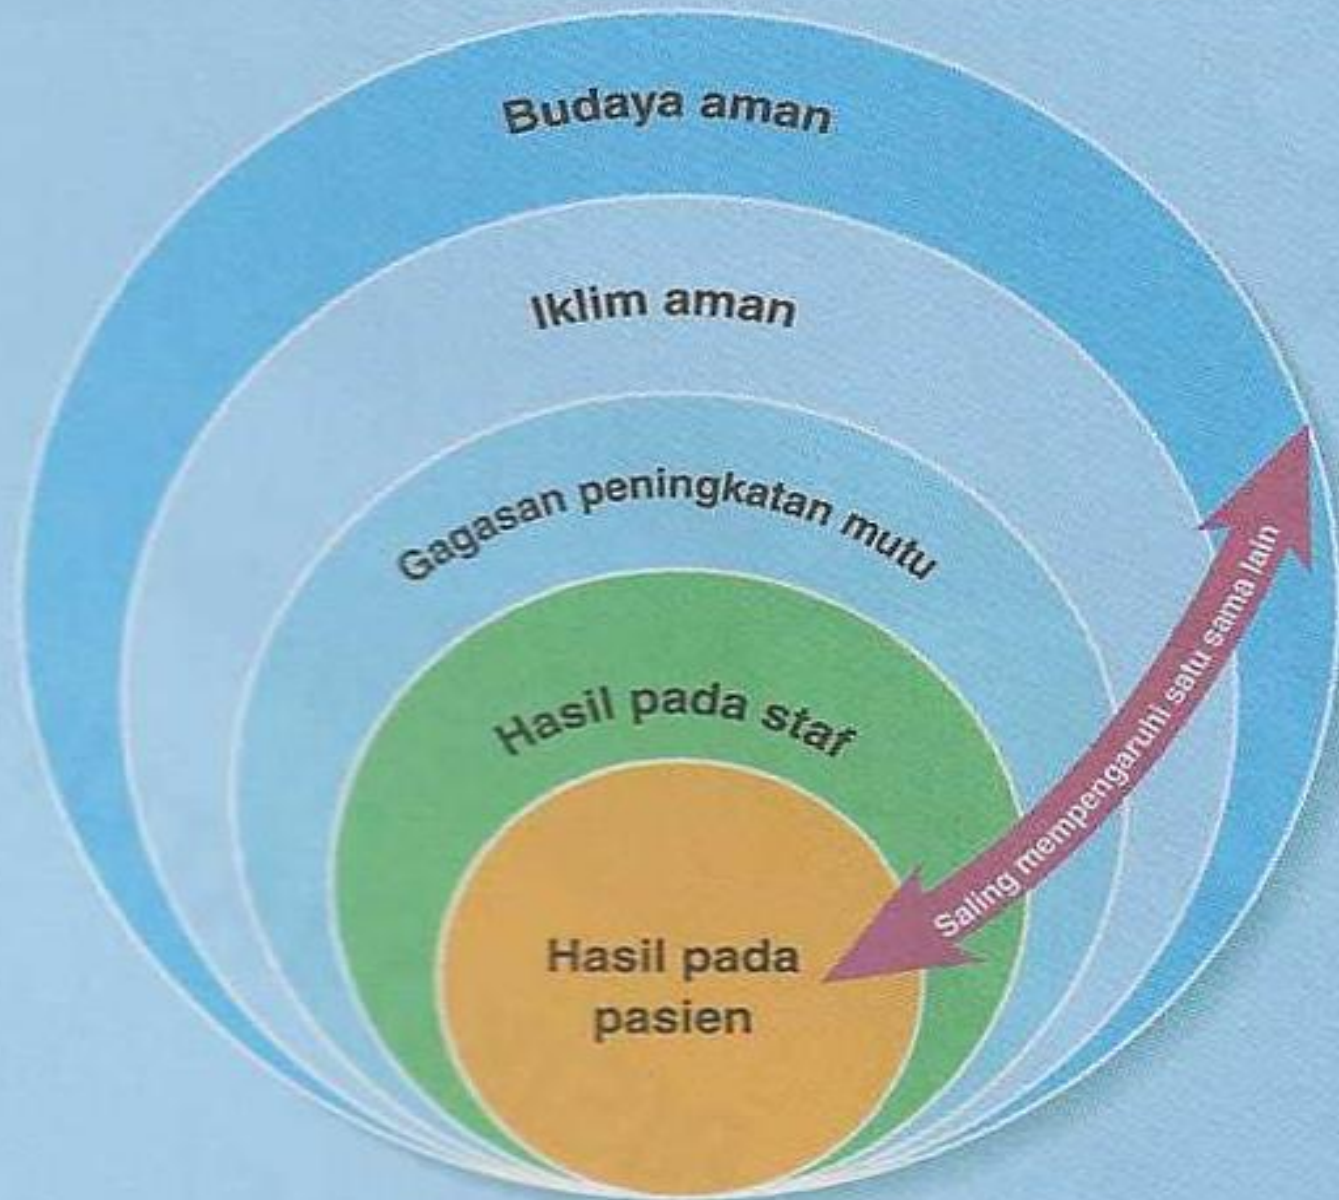 Budaya aman
Iklim aman
Gagasan peningkatan mutu
Hasil pada staf
Hasil pada
pasien
Saling mempengaruhi satu sama lain